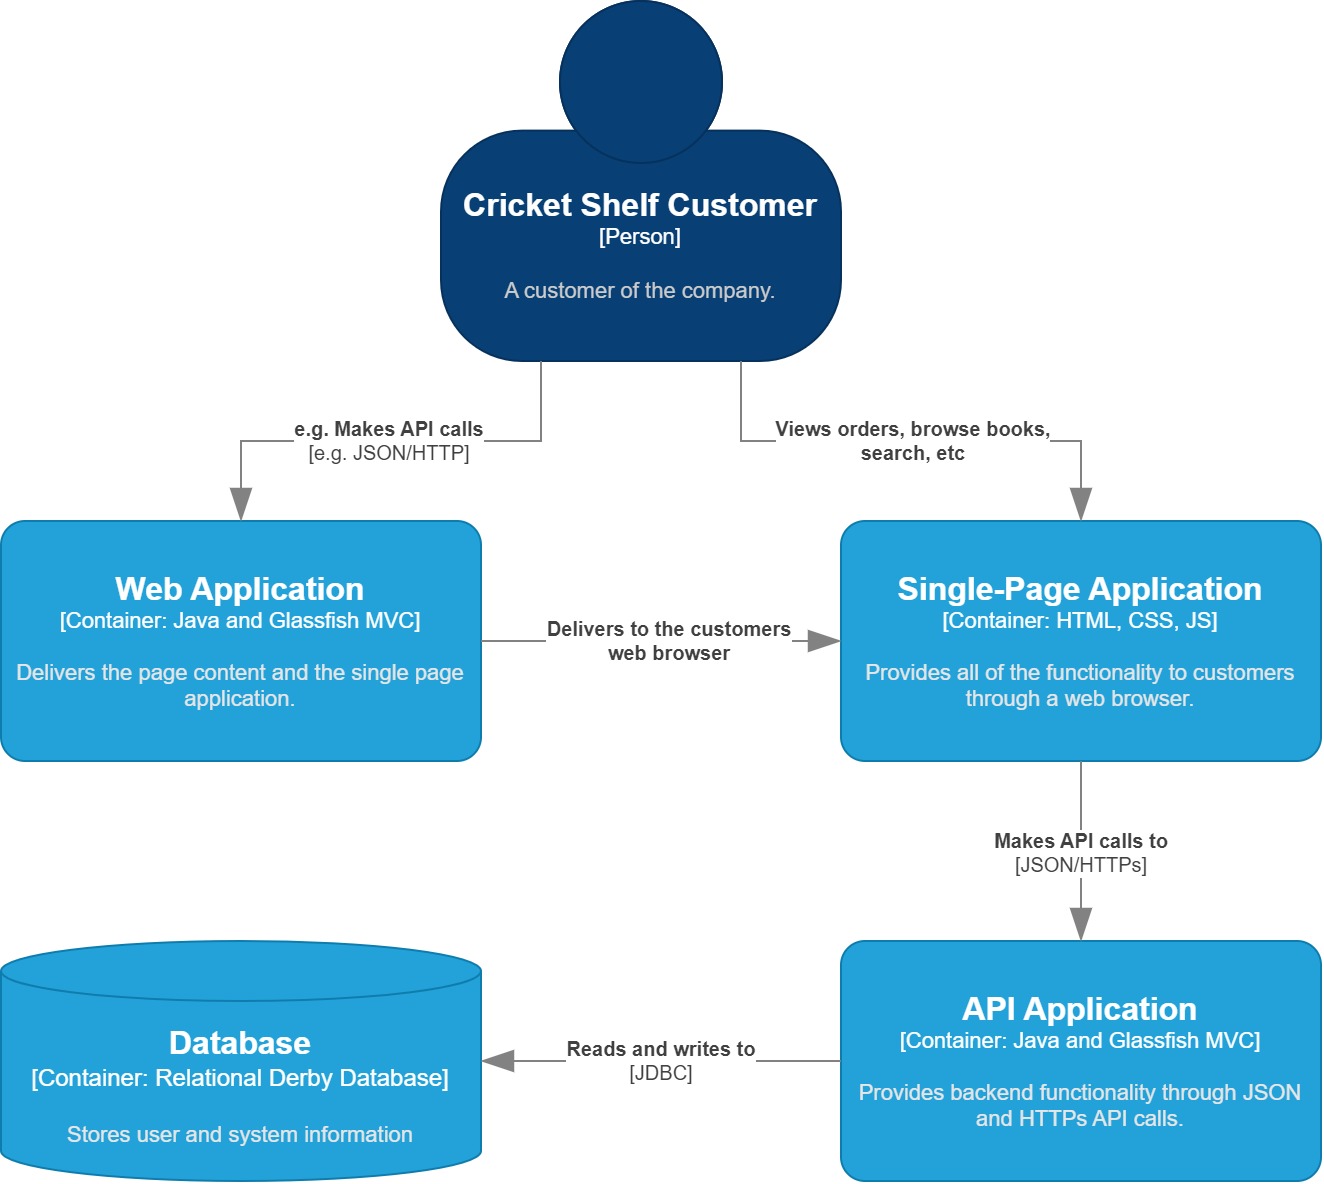 Cricket Shelf Customer
[Person]
A customer of the company.
e.g. Makes API calls
[e.g. JSON/HTTP]
Views orders, browse books,
search, etc
Web Application
[Container: Java and Glassfish MVC]
Delivers the page content and the single page
application.
Delivers to the customers
web browser
Single-Page Application
[Container: HTML, CSS, JS]
Provides all of the functionality to customers
through a web browser.
Makes API calls to
[JSON/HTTPs]
Database
[Container: Relational Derby Database]
Stores user and system information
Reads and writes to
[JDBC]
API Application
[Container: Java and Glassfish MVC]
Provides backend functionality through JSON
and HTTPs API calls.